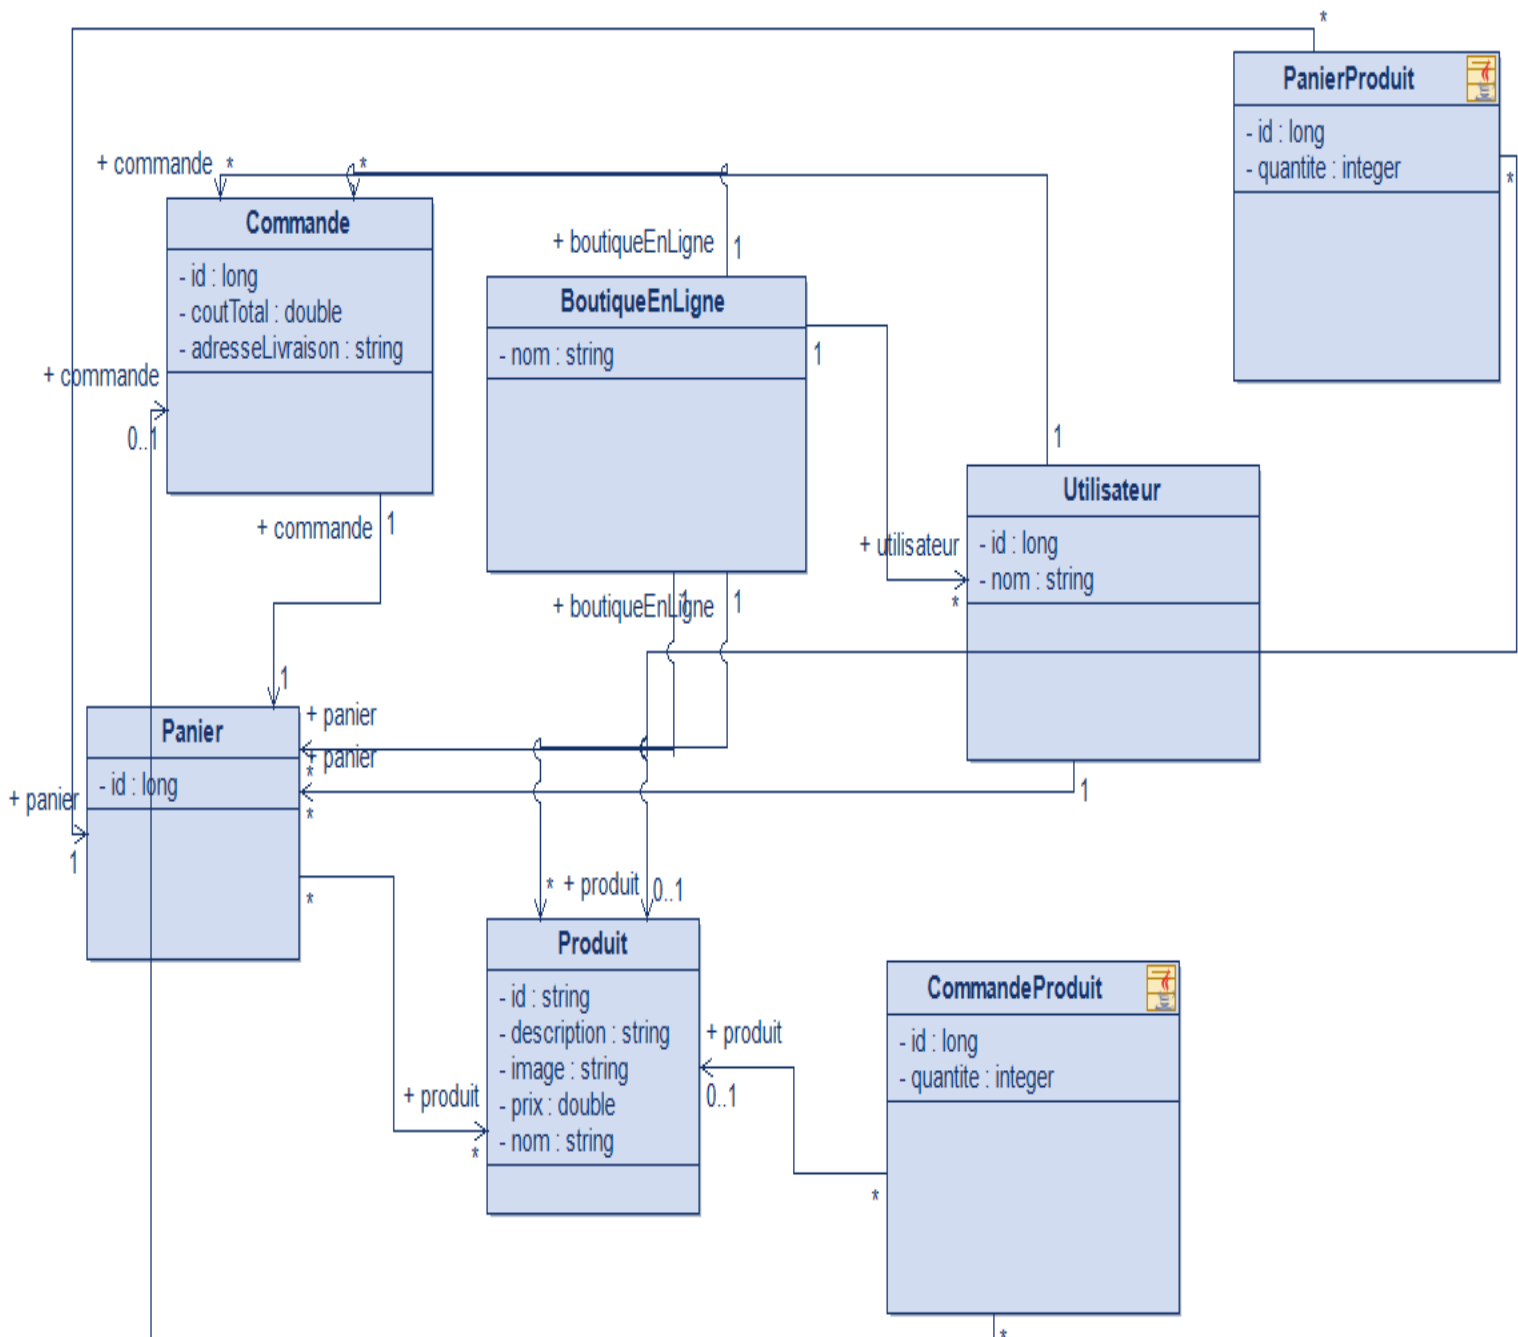 *
PanierProduit
- id : long
- quantite : integer
*
+ commande
*
*
Commande
- id : long
- coutTotal : double
- adresseLivraison : string
+ boutiqueEnLigne
1
BoutiqueEnLigne
- nom : string
1
+ commande
0..1
1
Utilisateur
- id : long
- nom : string
+ commande
1
+ utilisateur
*
+ boutiqueEnLigne
1
1
1
Panier
- id : long
+ panier
*
+ panier
*
1
+ panier
1
*
* + produit
0..1
Produit
- id : string
- description : string
- image : string
- prix : double
- nom : string
+ produit
0..1
+ produit
*
CommandeProduit
- id : long
- quantite : integer
*
*